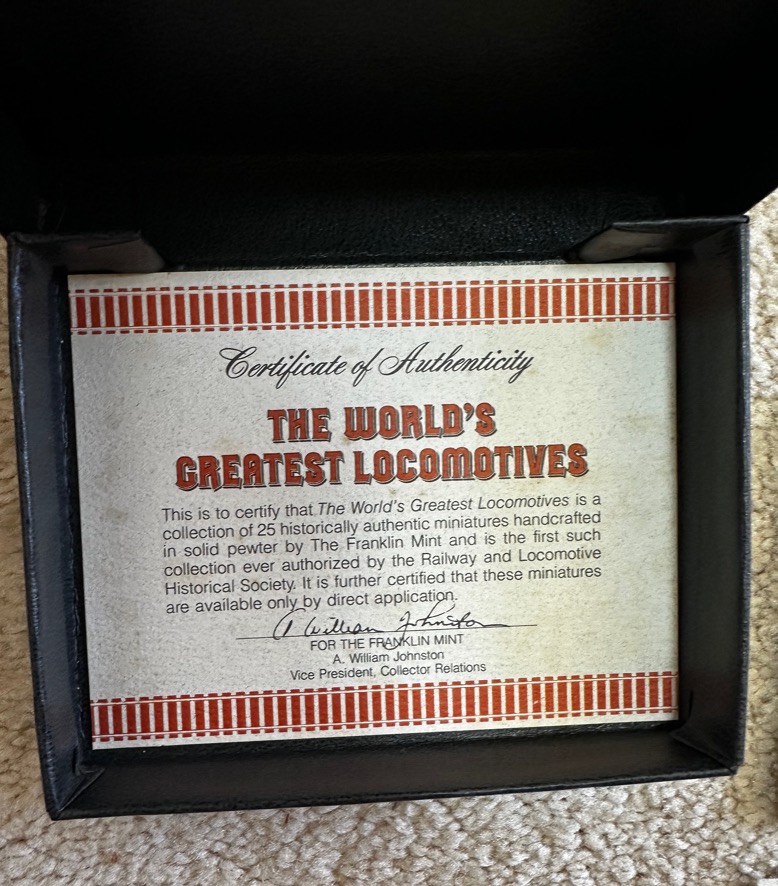 Certificate of Authenticity
THE WORLD'S
GREATEST LOCOMOTIVES
This is to certify that The World's Greatest Locomotives is a
collection of 25 historically authentic miniatures handcrafted
in solid pewter by The Franklin Mint and is the first such
collection ever authorized by the Railway and Locomotive
Historical Society. It is further certified that these miniatures
are available only by direct application.
A William Johnston
FOR THE FRANKLIN MINT
A. William Johnston
Vice President, Collector Relations